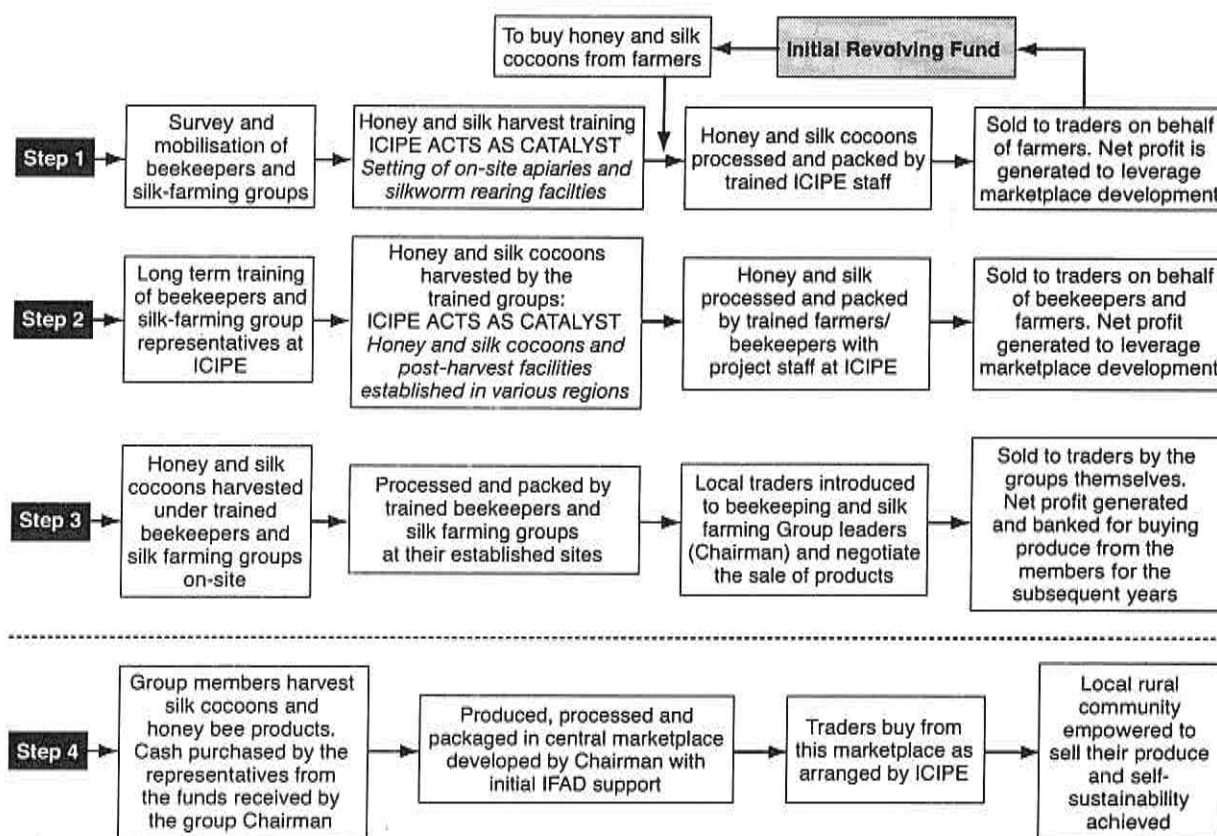 To buy honey and silk
cocoons from farmers
Initial Revolving Fund
Step 1
Survey and
mobilisation of
beekeepers and
silk-farming groups
Honey and silk harvest training
ICIPE ACTS AS CATALYST
Setting of on-site apiaries and
silkworm rearing facilties
Honey and silk cocoons
processed and packed by
trained ICIPE staff
Sold to traders on behalf
of farmers. Net profit is
generated to leverage
marketplace development
Step 2
Long term training
of beekeepers and
silk-farming group
representatives at
ICIPE
Honey and silk cocoons
harvested by the
trained groups:
ICIPE ACTS AS CATALYST
Honey and silk cocoons and
post-harvest facilities
established in various regions
Honey and silk
processed and packed
by trained farmers/
beekeepers with
project staff at ICIPE
Sold to traders on behalf
of beekeepers and
farmers. Net profit
generated to leverage
marketplace development
Step 3
Honey and silk
cocoons harvested
under trained
beekeepers and
silk farming groups
on-site
Processed and packed by
trained beekeepers and
silk farming groups
at their established sites
Local traders introduced
to beekeeping and silk
farming Group leaders
(Chairman) and negotiate
the sale of products
Sold to traders by the
groups themselves.
Net profit generated
and banked for buying
produce from the
members for the
subsequent years
Step 4
Group members harvest
silk cocoons and
honey bee products.
Cash purchased by the
representatives from
the funds received by
the group Chairman
Produced, processed and
packaged in central marketplace
developed by Chairman with
initial IFAD support
Traders buy from
this marketplace as
arranged by ICIPE
Local rural
community
empowered to
sell their produce
and self-
sustainability
achieved